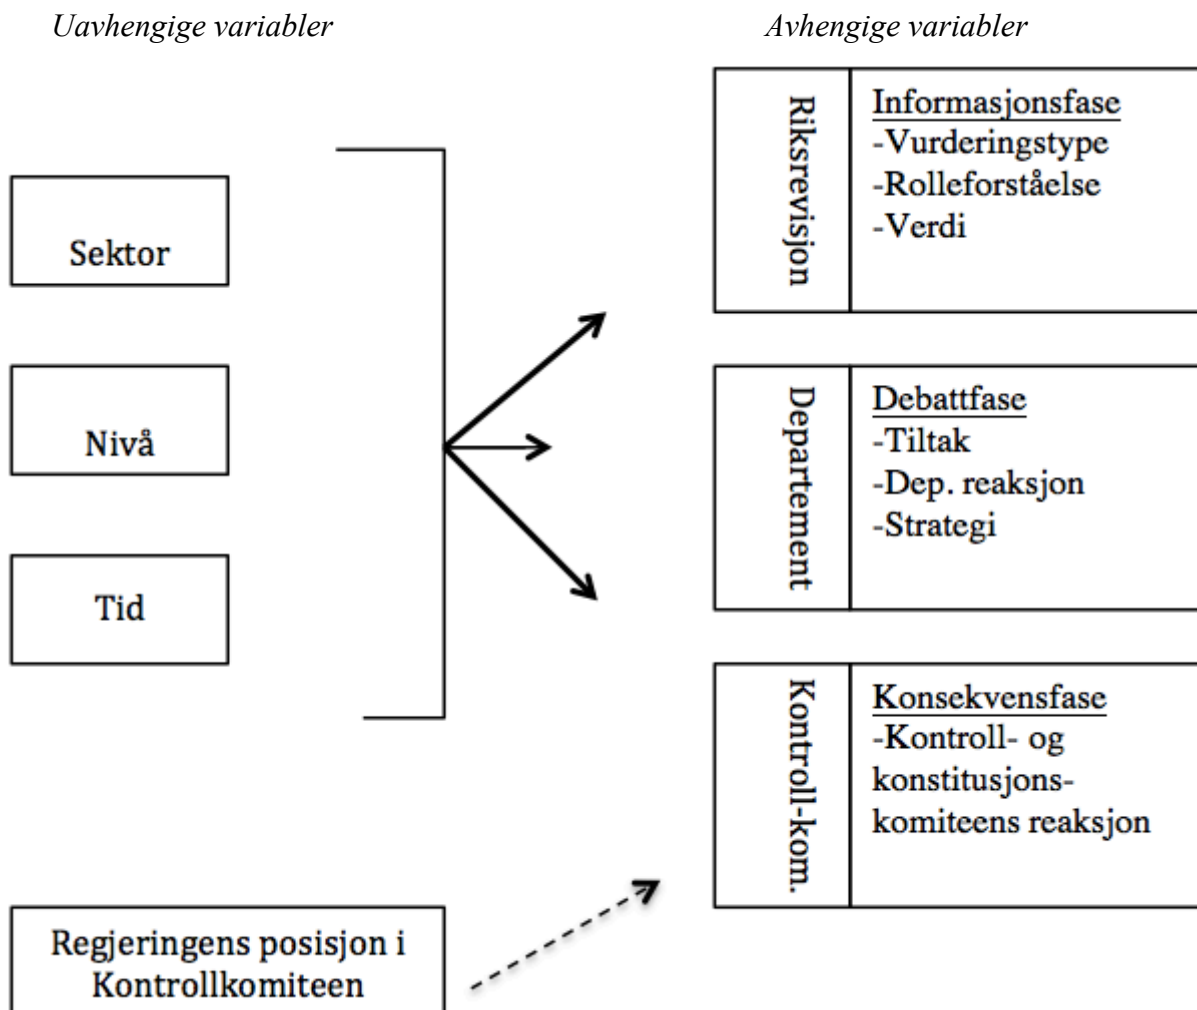 Uavhengige variabler
Avhengige variabler
Sektor
Nivå
Tid
Regjeringens posisjon i
Kontrollkomiteen
Riksrevisjon
Informasjonsfase
-Vurderingstype
-Rolleforståelse
-Verdi
Departement
Debattfase
-Tiltak
-Dep. reaksjon
-Strategi
Kontroll-kom.
Konsekvensfase
-Kontroll- og
konstitusjons-
komiteens reaksjon